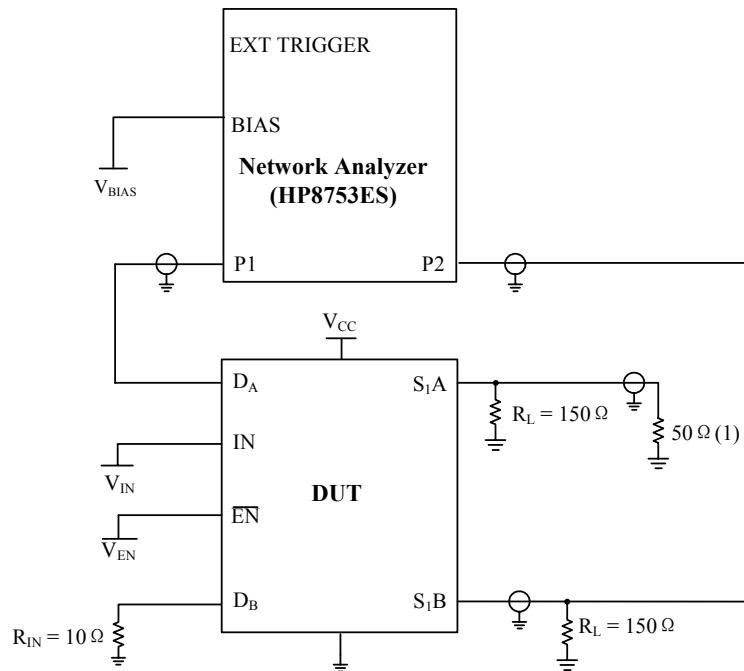 EXT TRIGGER
BIAS
Network Analyzer
(HP8753ES)
V_BIAS
P1
P2
V_CC
D_A
S_1A
R_L = 150 Ω
50 Ω (1)
IN
V_IN
DUT
E̅N̅
V_EN
D_B
S_1B
R_IN = 10 Ω
R_L = 150 Ω